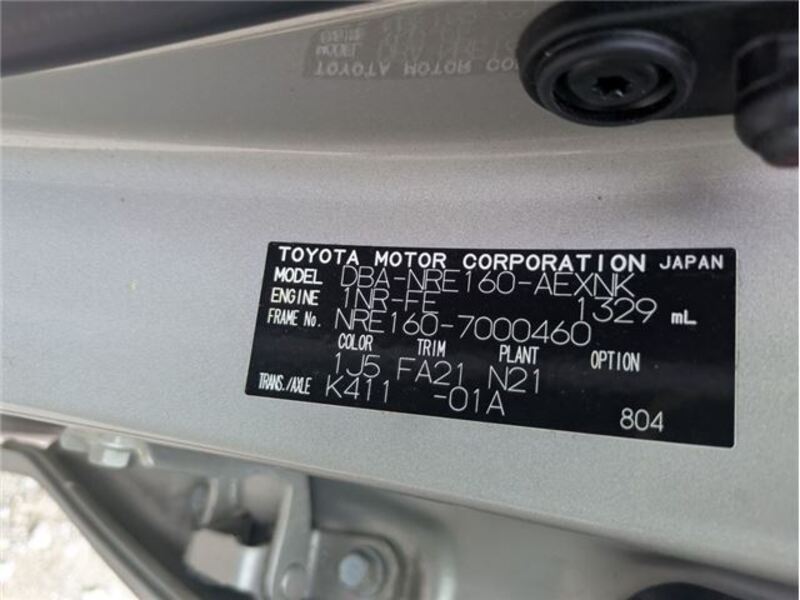 TOYOTA MOTOR CORPORATION JAPAN
MODEL DBA-NRE160-AEXNK
ENGINE 1NR-FE 1329 mL
FRAME No. NRE160-7000460
COLOR TRIM PLANT OPTION
1J5 FA21 N21
TRANS./AXLE K411 -01A
804